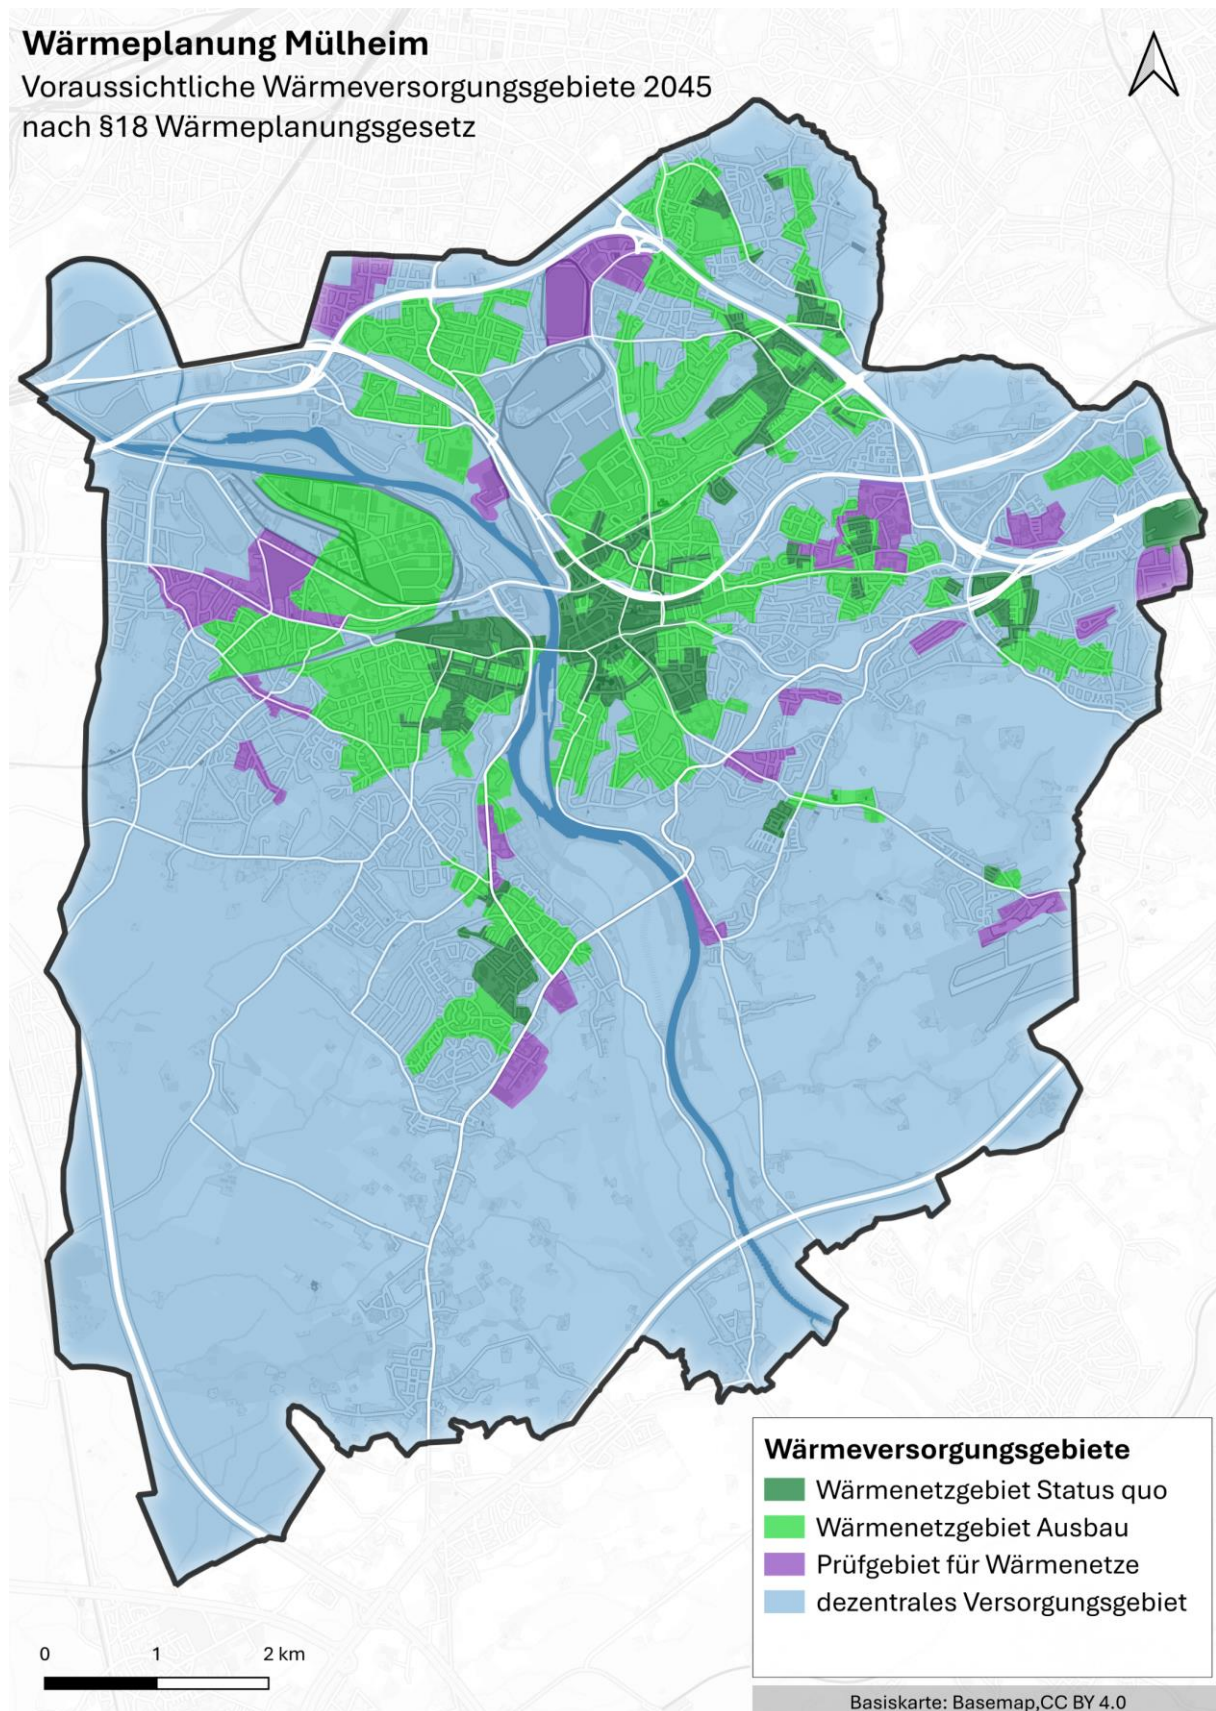 Wärmeplanung Mülheim
Voraussichtliche Wärmeversorgungsgebiete 2045
nach §18 Wärmeplanungsgesetz
Wärmeversorgungsgebiete
Wärmenetzgebiet Status quo
Wärmenetzgebiet Ausbau
Prüfgebiet für Wärmenetze
dezentrales Versorgungsgebiet
0 1 2 km
Basiskarte: Basemap,CC BY 4.0